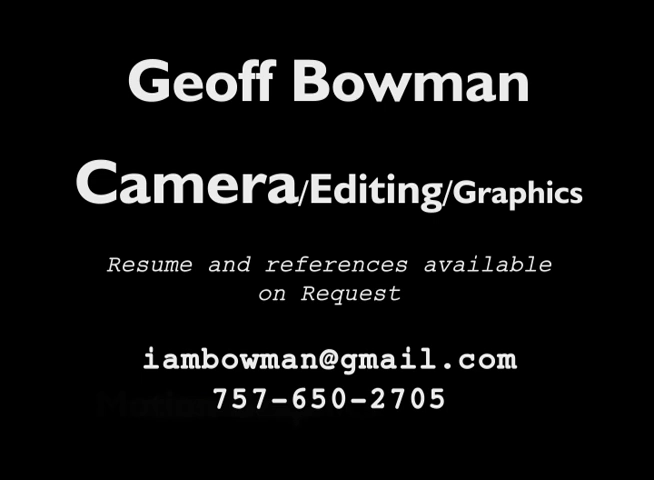 Geoff Bowman
Camera/Editing/Graphics
Resume and references available
on Request
iambowman@gmail.com
757-650-2705